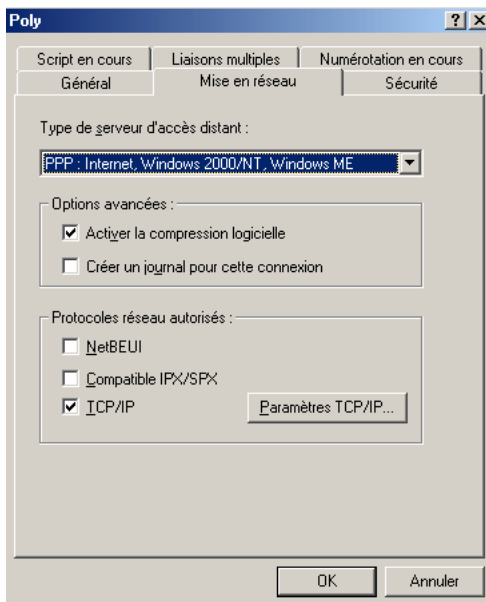 Poly
Script en cours Liaisons multiples Numérotation en cours
Général Mise en réseau Sécurité
Type de serveur d'accès distant :
PPP : Internet, Windows 2000/NT, Windows ME
Options avancées :
Activer la compression logicielle
Créer un journal pour cette connexion
Protocoles réseau autorisés :
NetBEUI
Compatible IPX/SPX
TCP/IP Paramètres TCP/IP...
OK Annuler